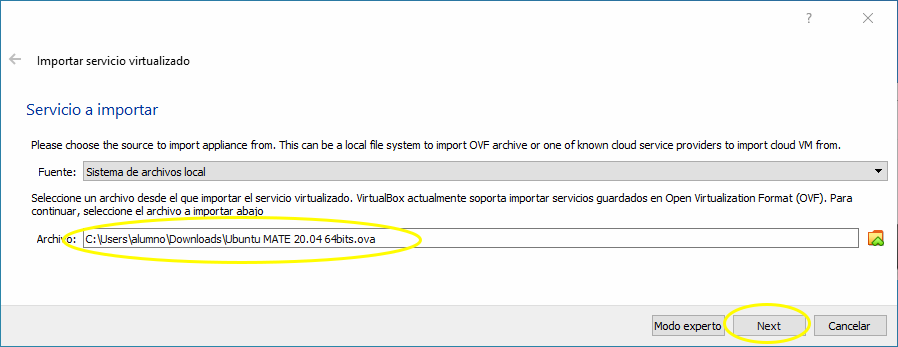 ?
Importar servicio virtualizado
Servicio a importar
Please choose the source to import appliance from. This can be a local file system to import OVF archive or one of known cloud service providers to import cloud VM from.
Fuente: Sistema de archivos local
Seleccione un archivo desde el que importar el servicio virtualizado. VirtualBox actualmente soporta importar servicios guardados en Open Virtualization Format (OVF). Para
continuar, seleccione el archivo a importar abajo
Archivo: C:\Users\alumno\Downloads\Ubuntu MATE 20.04 64bits.ova
Modo experto Next Cancelar